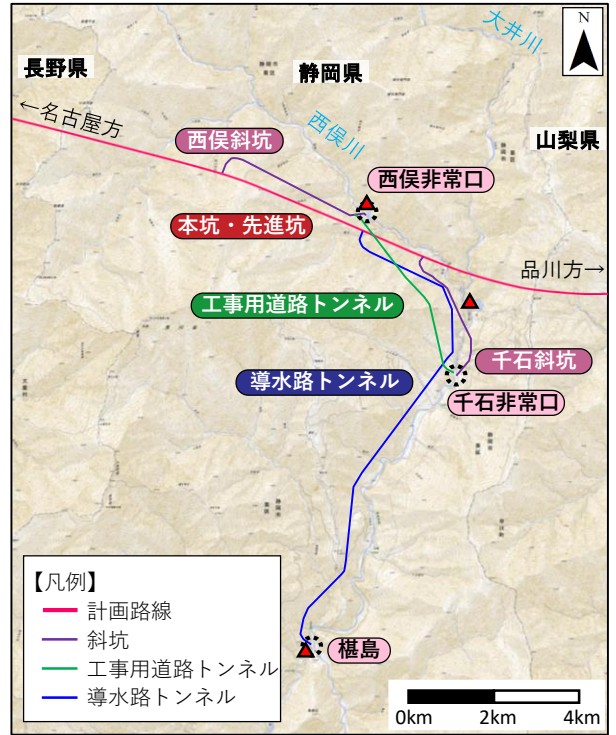 N
大井川
長野県
静岡県
←名古屋方
西俣川
山梨県
西俣斜坑
西俣非常口
本坑・先進坑
品川方→
工事用道路トンネル
千石斜坑
導水路トンネル
千石非常口
【凡例】
計画路線
斜坑
工事用道路トンネル
導水路トンネル
椹島
0km 2km 4km